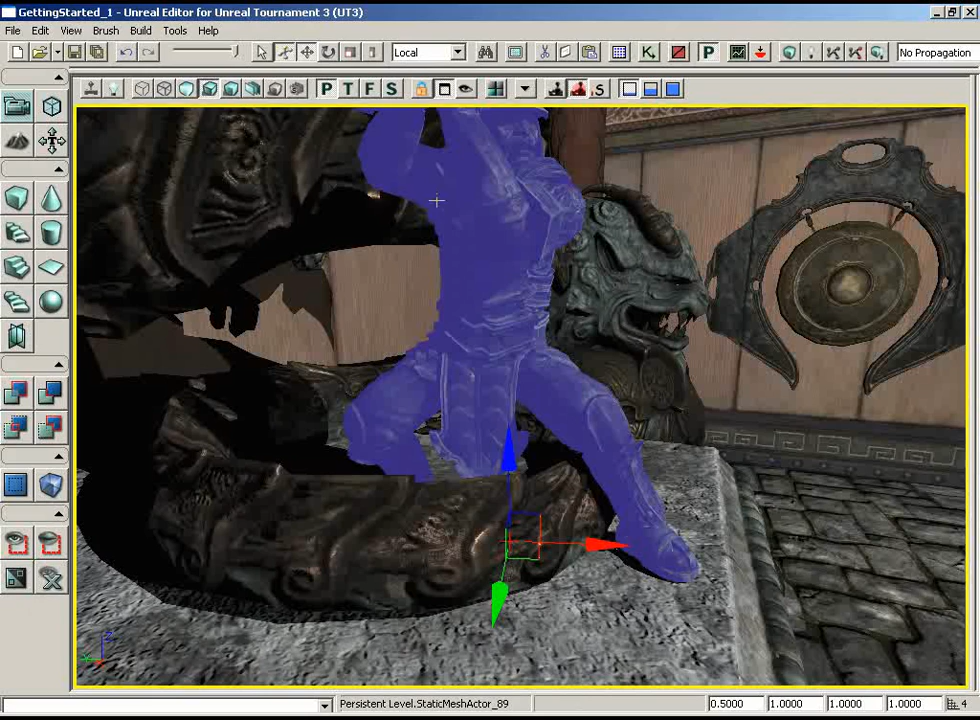 GettingStarted_1 - Unreal Editor for Unreal Tournament 3 (UT3)
File Edit View Brush Build Tools Help
Local
P
No Propagation
P T F S
.S
Z
Persistent Level.StaticMeshActor_89
0.5000 1.0000 1.0000 1.0000 4